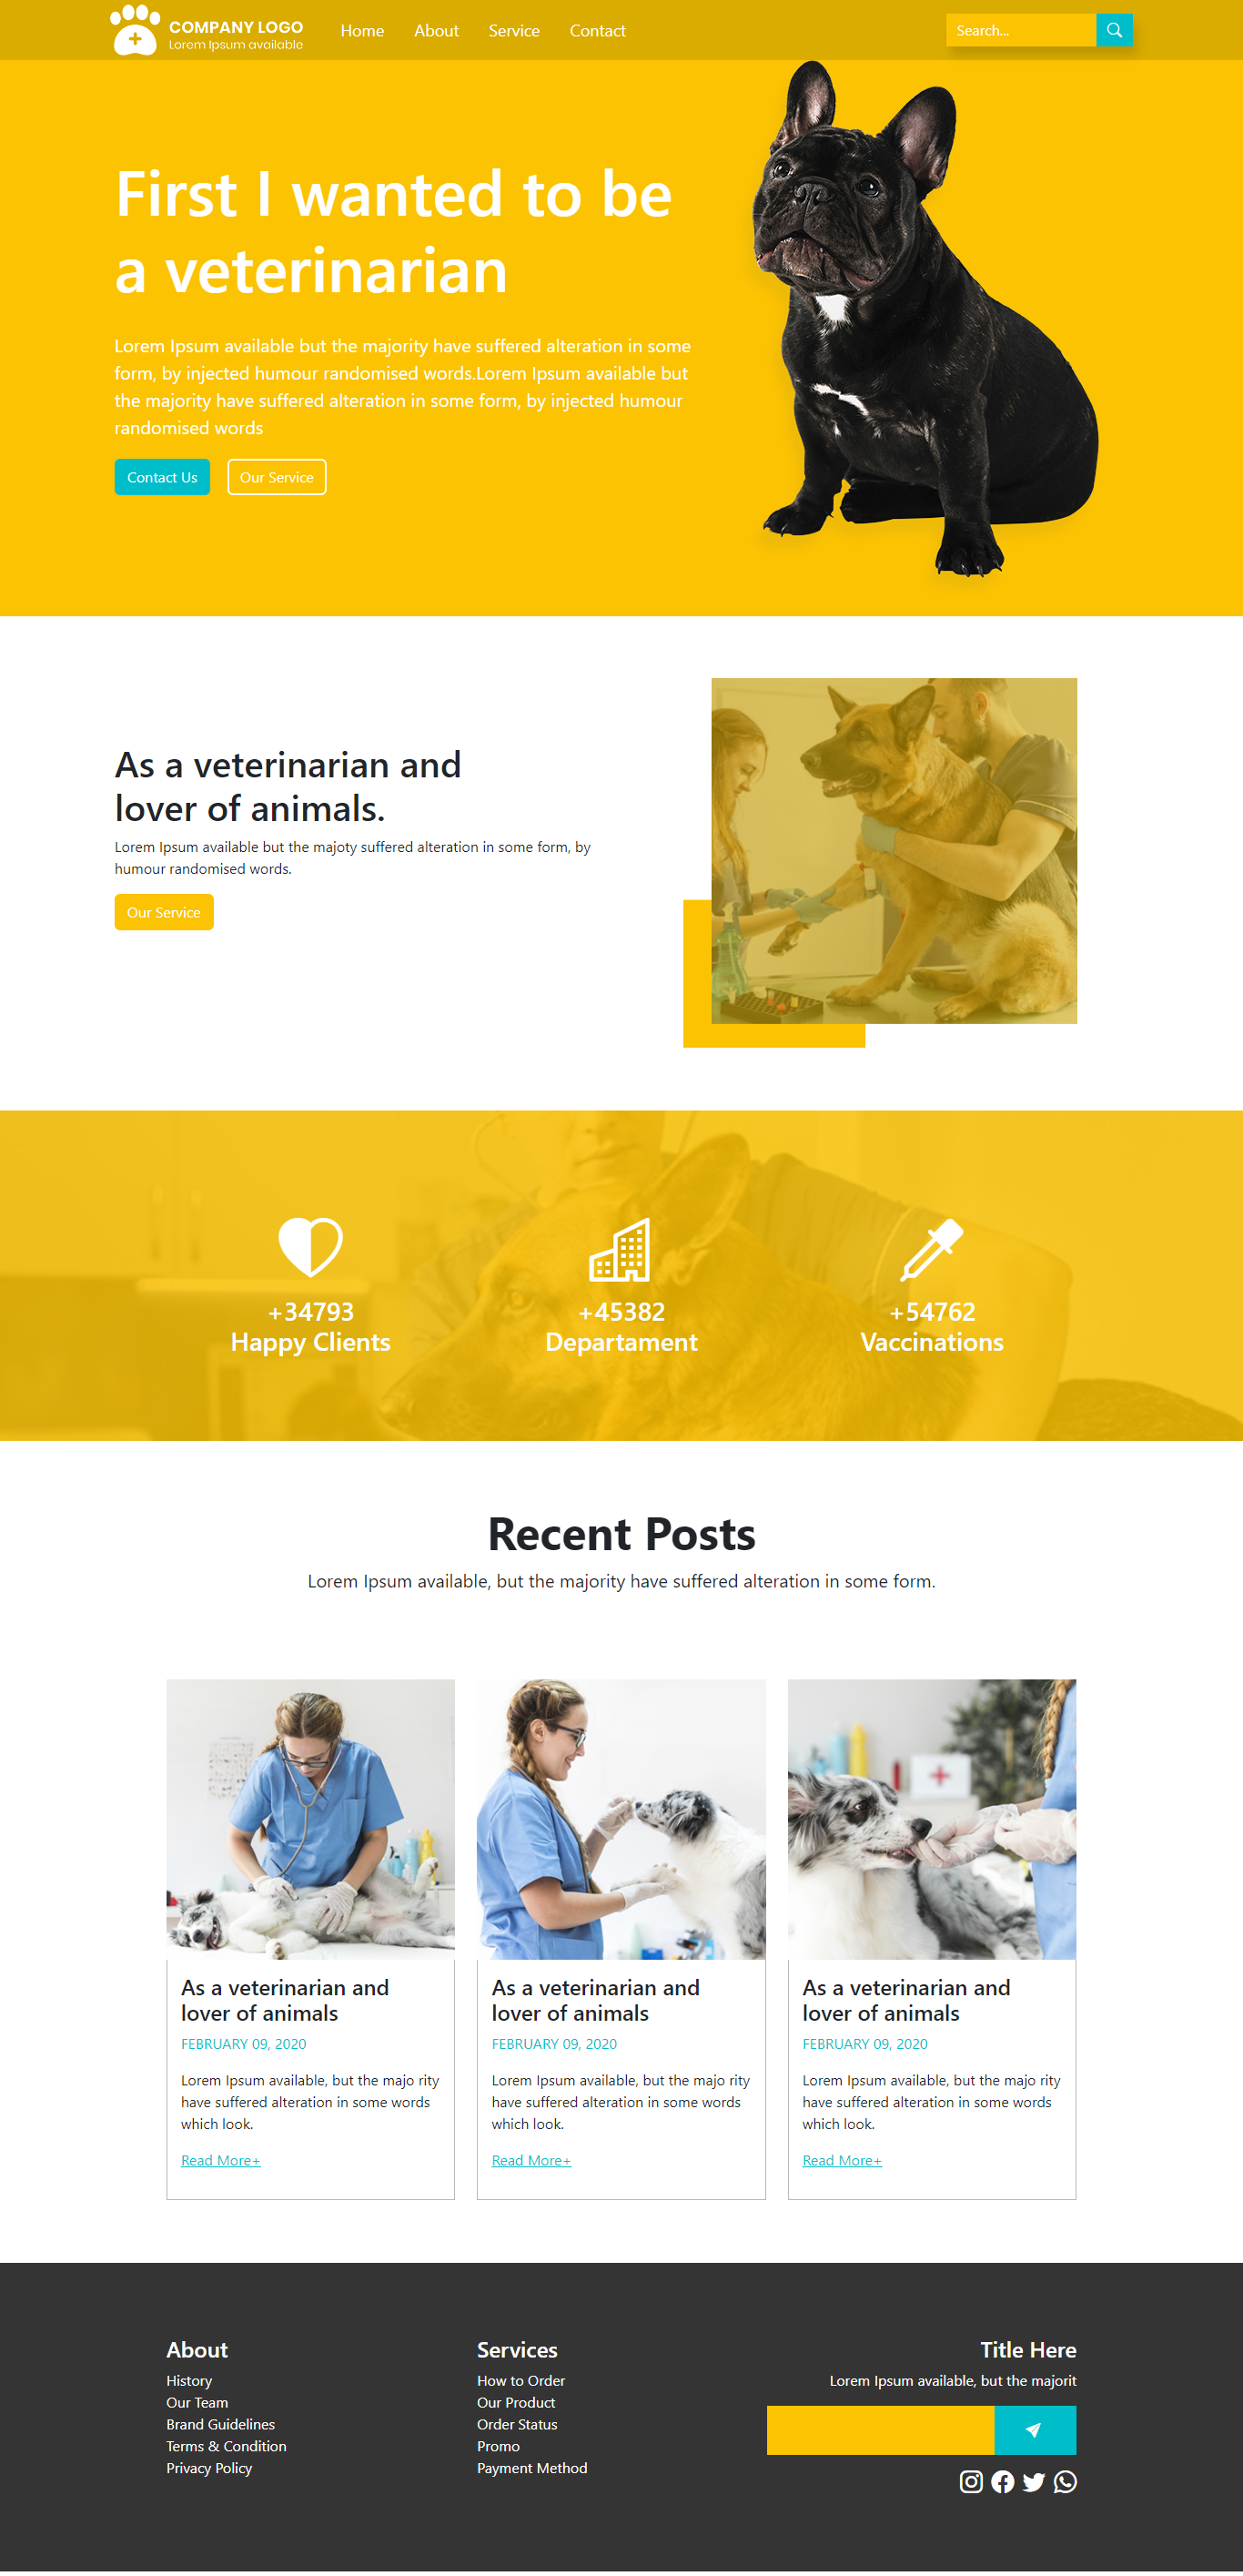 COMPANY LOGO
Lorem Ipsum available
Home
About
Service
Contact
Search...
First I wanted to be
a veterinarian
Lorem Ipsum available but the majority have suffered alteration in some
form, by injected humour randomised words.Lorem Ipsum available but
the majority have suffered alteration in some form, by injected humour
randomised words
Contact Us
Our Service
As a veterinarian and
lover of animals.
Lorem Ipsum available but the majoty suffered alteration in some form, by
humour randomised words.
Our Service
+34793
Happy Clients
+45382
Departament
+54762
Vaccinations
Recent Posts
Lorem Ipsum available, but the majority have suffered alteration in some form.
As a veterinarian and
lover of animals
FEBRUARY 09, 2020
Lorem Ipsum available, but the majo rity
have suffered alteration in some words
which look.
Read More+
As a veterinarian and
lover of animals
FEBRUARY 09, 2020
Lorem Ipsum available, but the majo rity
have suffered alteration in some words
which look.
Read More+
As a veterinarian and
lover of animals
FEBRUARY 09, 2020
Lorem Ipsum available, but the majo rity
have suffered alteration in some words
which look.
Read More+
About
History
Our Team
Brand Guidelines
Terms & Condition
Privacy Policy
Services
How to Order
Our Product
Order Status
Promo
Payment Method
Title Here
Lorem Ipsum available, but the majorit